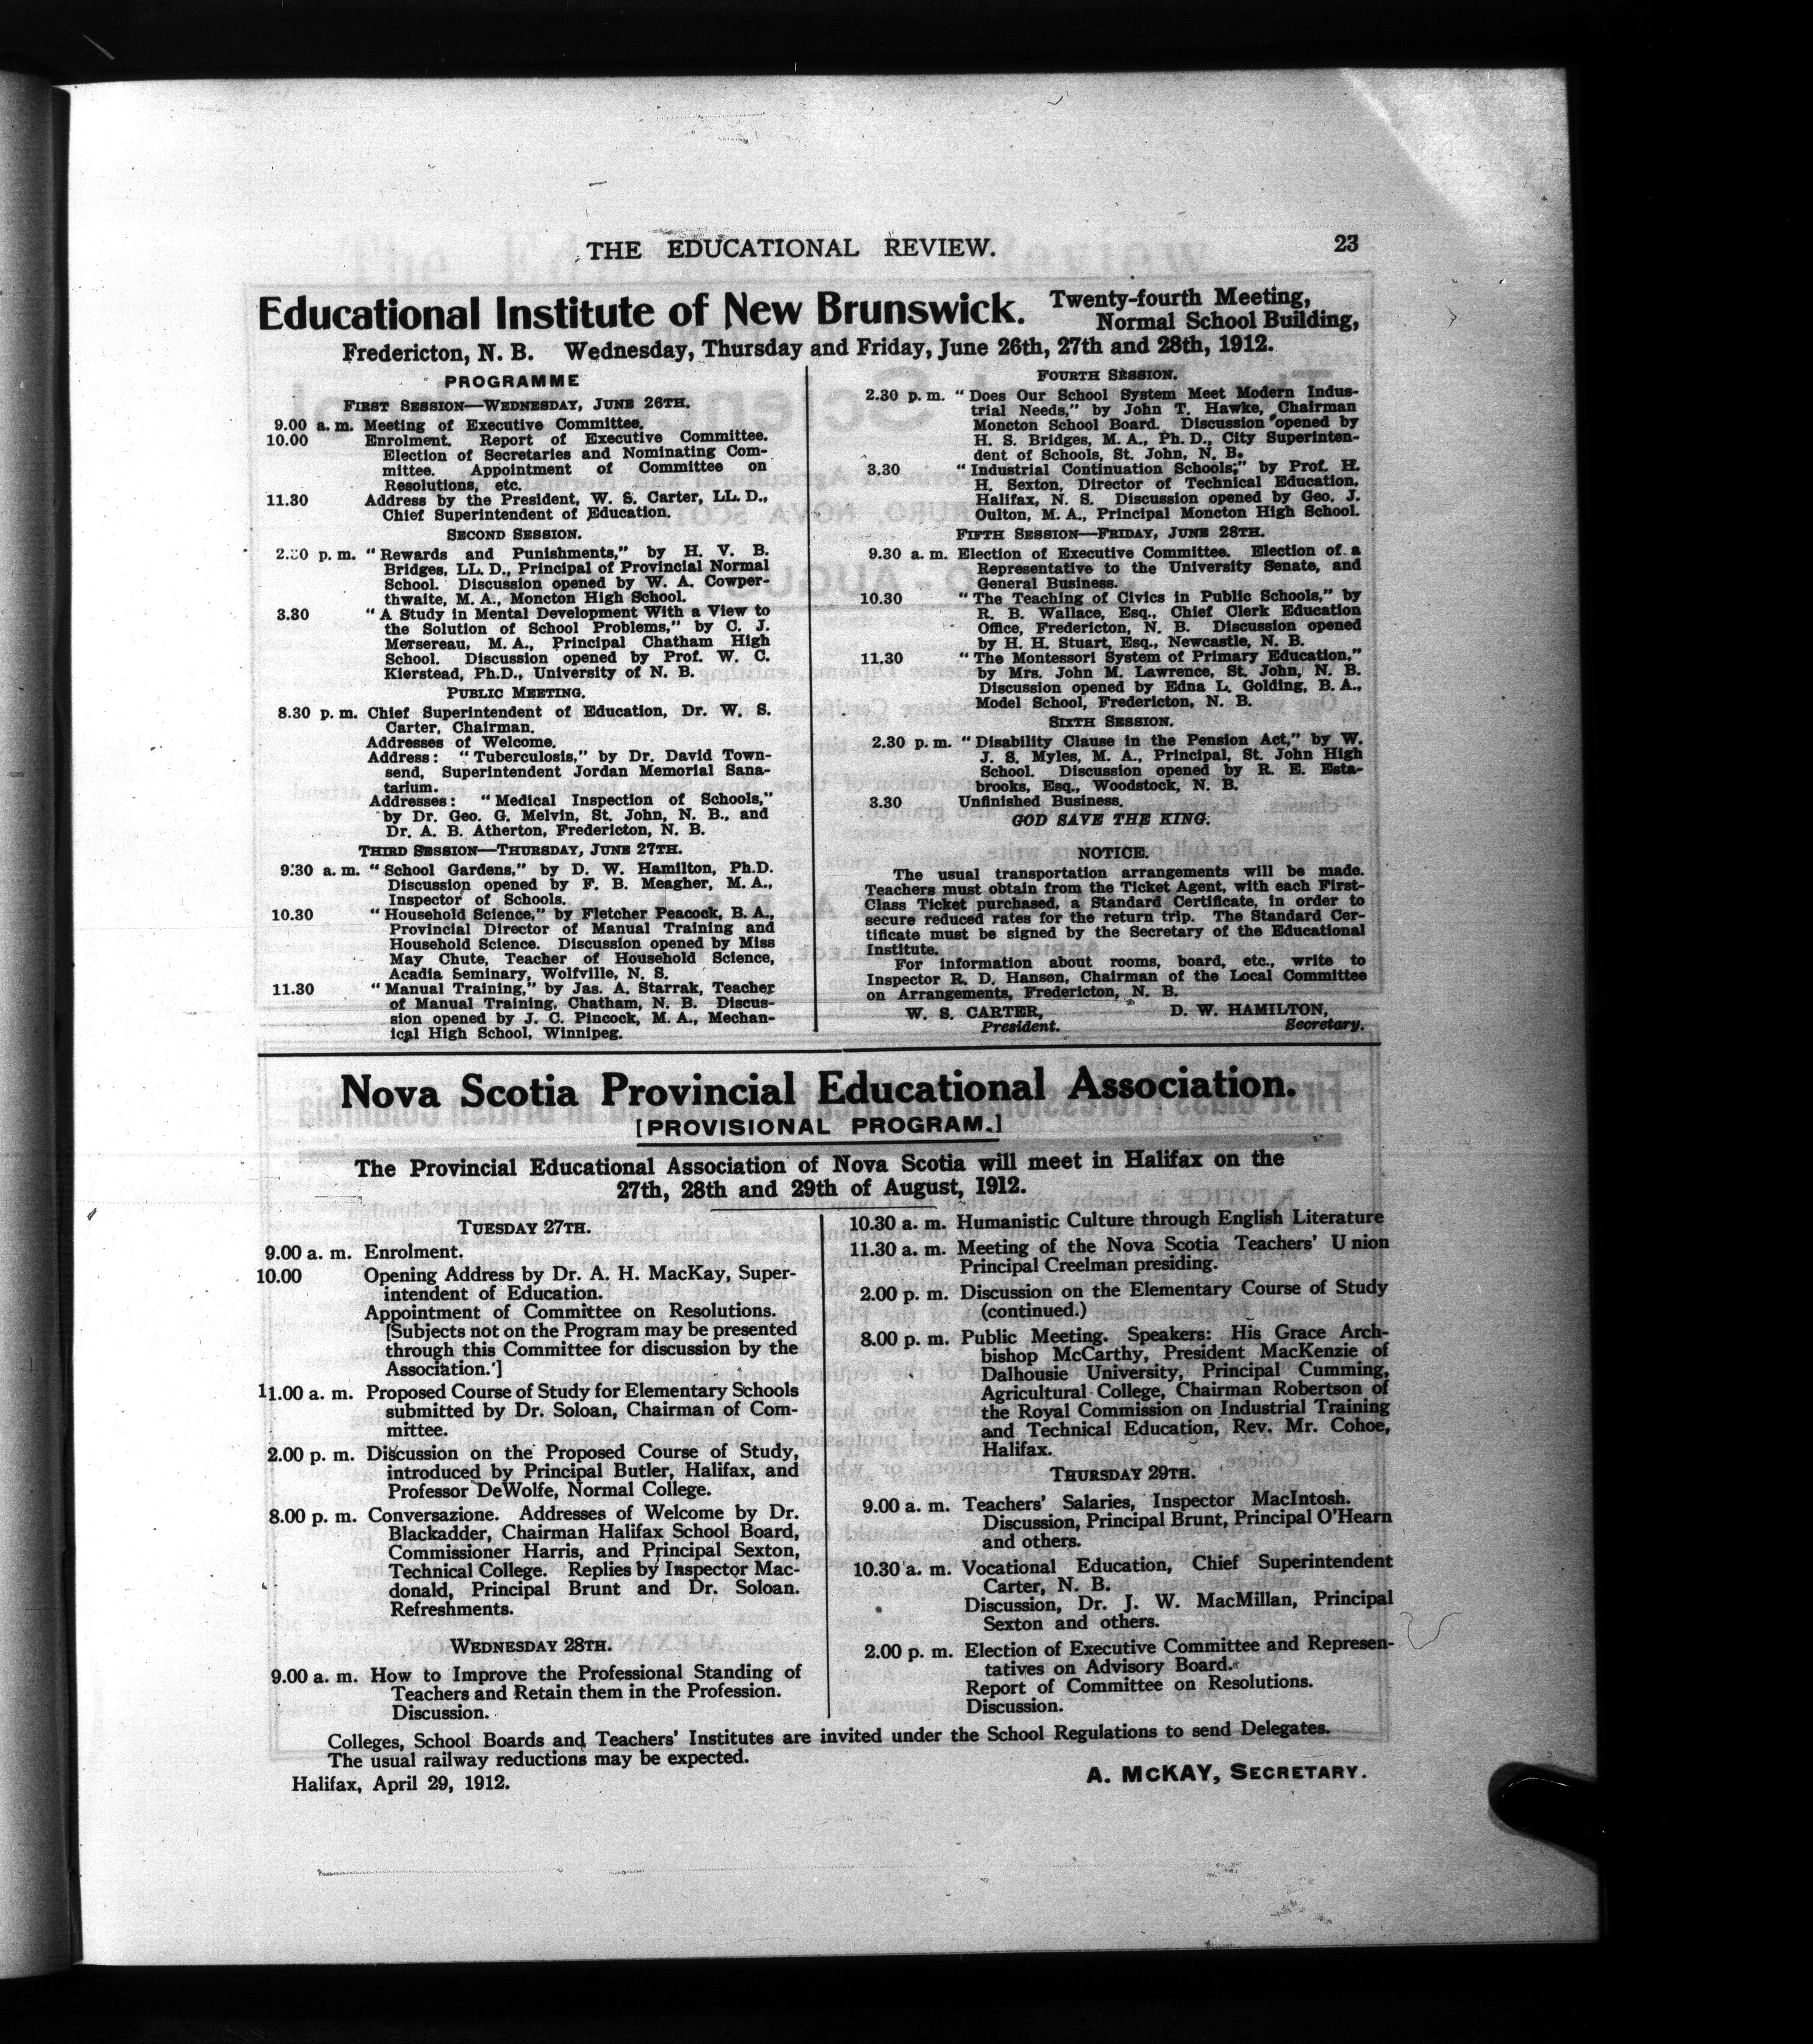 THE EDUCATIONAL REVIEW.
23
Educational Institute of New Brunswick.
Twenty-fourth Meeting,
Normal School Building,
Fredericton, N. B. Wednesday, Thursday and Friday, June 26th, 27th and 28th, 1912.
PROGRAMME
FIRST SESSION—WEDNESDAY, JUNE 26TH.
9.00 a. m. Meeting of Executive Committee.
10.00 Enrolment. Report of Executive Committee.
Election of Secretaries and Nominating Com-
mittee. Appointment of Committee on
Resolutions, etc.
11.30 Address by the President, W. S. Carter, LL. D.,
Chief Superintendent of Education.
SECOND SESSION.
2.30 p. m. "Rewards and Punishments," by H. V. B.
Bridges, LL. D., Principal of Provincial Normal
School. Discussion opened by W. A. Cowper-
thwaite, M. A., Moncton High School.
3.30 "A Study in Mental Development With a View to
the Solution of School Problems," by C. J.
Mersereau, M. A., Principal Chatham High
School. Discussion opened by Prof. W. C.
Kierstead, Ph.D., University of N. B.
PUBLIC MEETING.
8.30 p. m. Chief Superintendent of Education, Dr. W. S.
Carter, Chairman.
Addresses of Welcome.
Address: "Tuberculosis," by Dr. David Town-
send, Superintendent Jordan Memorial Sana-
tarium.
Addresses: "Medical Inspection of Schools,"
by Dr. Geo. G. Melvin, St. John, N. B., and
Dr. A. B. Atherton, Fredericton, N. B.
THIRD SESSION—THURSDAY, JUNE 27TH.
9.30 a. m. "School Gardens," by D. W. Hamilton, Ph.D.
Discussion opened by F. B. Meagher, M. A.,
Inspector of Schools.
10.30 "Household Science," by Fletcher Peacock, B. A.,
Provincial Director of Manual Training and
Household Science. Discussion opened by Miss
May Chute, Teacher of Household Science,
Acadia Seminary, Wolfville, N. S.
11.30 "Manual Training," by Jas. A. Starrak, Teacher
of Manual Training, Chatham, N. B. Discus-
sion opened by J. C. Pincock, M. A., Mechan-
ical High School, Winnipeg.
FOURTH SESSION.
2.30 p. m. "Does Our School System Meet Modern Indus-
trial Needs," by John T. Hawke, Chairman
Moncton School Board. Discussion opened by
H. S. Bridges, M. A., Ph. D., City Superinten-
dent of Schools, St. John, N. B.
3.30 "Industrial Continuation Schools;" by Prof. H.
H. Sexton, Director of Technical Education,
Halifax, N. S. Discussion opened by Geo. J.
Oulton, M. A., Principal Moncton High School.
FIFTH SESSION—FRIDAY, JUNE 28TH.
9.30 a. m. Election of Executive Committee. Election of a
Representative to the University Senate, and
General Business.
10.30 "The Teaching of Civics in Public Schools," by
R. B. Wallace, Esq., Chief Clerk Education
Office, Fredericton, N. B. Discussion opened
by H. H. Stuart, Esq., Newcastle, N. B.
11.30 "The Montessori System of Primary Education,"
by Mrs. John M. Lawrence, St. John, N. B.
Discussion opened by Edna L. Golding, B. A.,
Model School, Fredericton, N. B.
SIXTH SESSION.
2.30 p. m. "Disability Clause in the Pension Act," by W.
J. S. Myles, M. A., Principal, St. John High
School. Discussion opened by R. E. Esta-
brooks, Esq., Woodstock, N. B.
3.30 Unfinished Business.
GOD SAVE THE KING.
NOTICE.
The usual transportation arrangements will be made.
Teachers must obtain from the Ticket Agent, with each First-
Class Ticket purchased, a Standard Certificate, in order to
secure reduced rates for the return trip. The Standard Cer-
tificate must be signed by the Secretary of the Educational
Institute.
For information about rooms, board, etc., write to
Inspector R. D. Hanson, Chairman of the Local Committee
on Arrangements, Fredericton, N. B.
W. S. CARTER, D. W. HAMILTON,
President. Secretary.
Nova Scotia Provincial Educational Association.
[PROVISIONAL PROGRAM.]
The Provincial Educational Association of Nova Scotia will meet in Halifax on the
27th, 28th and 29th of August, 1912.
TUESDAY 27TH.
9.00 a. m. Enrolment.
10.00 Opening Address by Dr. A. H. MacKay, Super-
intendent of Education.
Appointment of Committee on Resolutions.
[Subjects not on the Program may be presented
through this Committee for discussion by the
Association.']
11.00 a. m. Proposed Course of Study for Elementary Schools
submitted by Dr. Soloan, Chairman of Com-
mittee.
2.00 p. m. Discussion on the Proposed Course of Study,
introduced by Principal Butler, Halifax, and
Professor DeWolfe, Normal College.
8.00 p. m. Conversazione. Addresses of Welcome by Dr.
Blackadder, Chairman Halifax School Board,
Commissioner Harris, and Principal Sexton,
Technical College. Replies by Inspector Mac-
donald, Principal Brunt and Dr. Soloan.
Refreshments.
WEDNESDAY 28TH.
9.00 a. m. How to Improve the Professional Standing of
Teachers and Retain them in the Profession.
Discussion.
10.30 a. m. Humanistic Culture through English Literature
11.30 a. m. Meeting of the Nova Scotia Teachers' Union
Principal Creelman presiding.
2.00 p. m. Discussion on the Elementary Course of Study
(continued.)
8.00 p. m. Public Meeting. Speakers: His Grace Arch-
bishop McCarthy, President MacKenzie of
Dalhousie University, Principal Cumming,
Agricultural College, Chairman Robertson of
the Royal Commission on Industrial Training
and Technical Education, Rev. Mr. Cohoe,
Halifax.
THURSDAY 29TH.
9.00 a. m. Teachers' Salaries, Inspector MacIntosh.
Discussion, Principal Brunt, Principal O'Hearn
and others.
10.30 a. m. Vocational Education, Chief Superintendent
Carter, N. B.
Discussion, Dr. J. W. MacMillan, Principal
Sexton and others.
2.00 p. m. Election of Executive Committee and Represen-
tatives on Advisory Board.
Report of Committee on Resolutions.
Discussion.
Colleges, School Boards and Teachers' Institutes are invited under the School Regulations to send Delegates.
The usual railway reductions may be expected.
Halifax, April 29, 1912.
A. McKAY, SECRETARY.